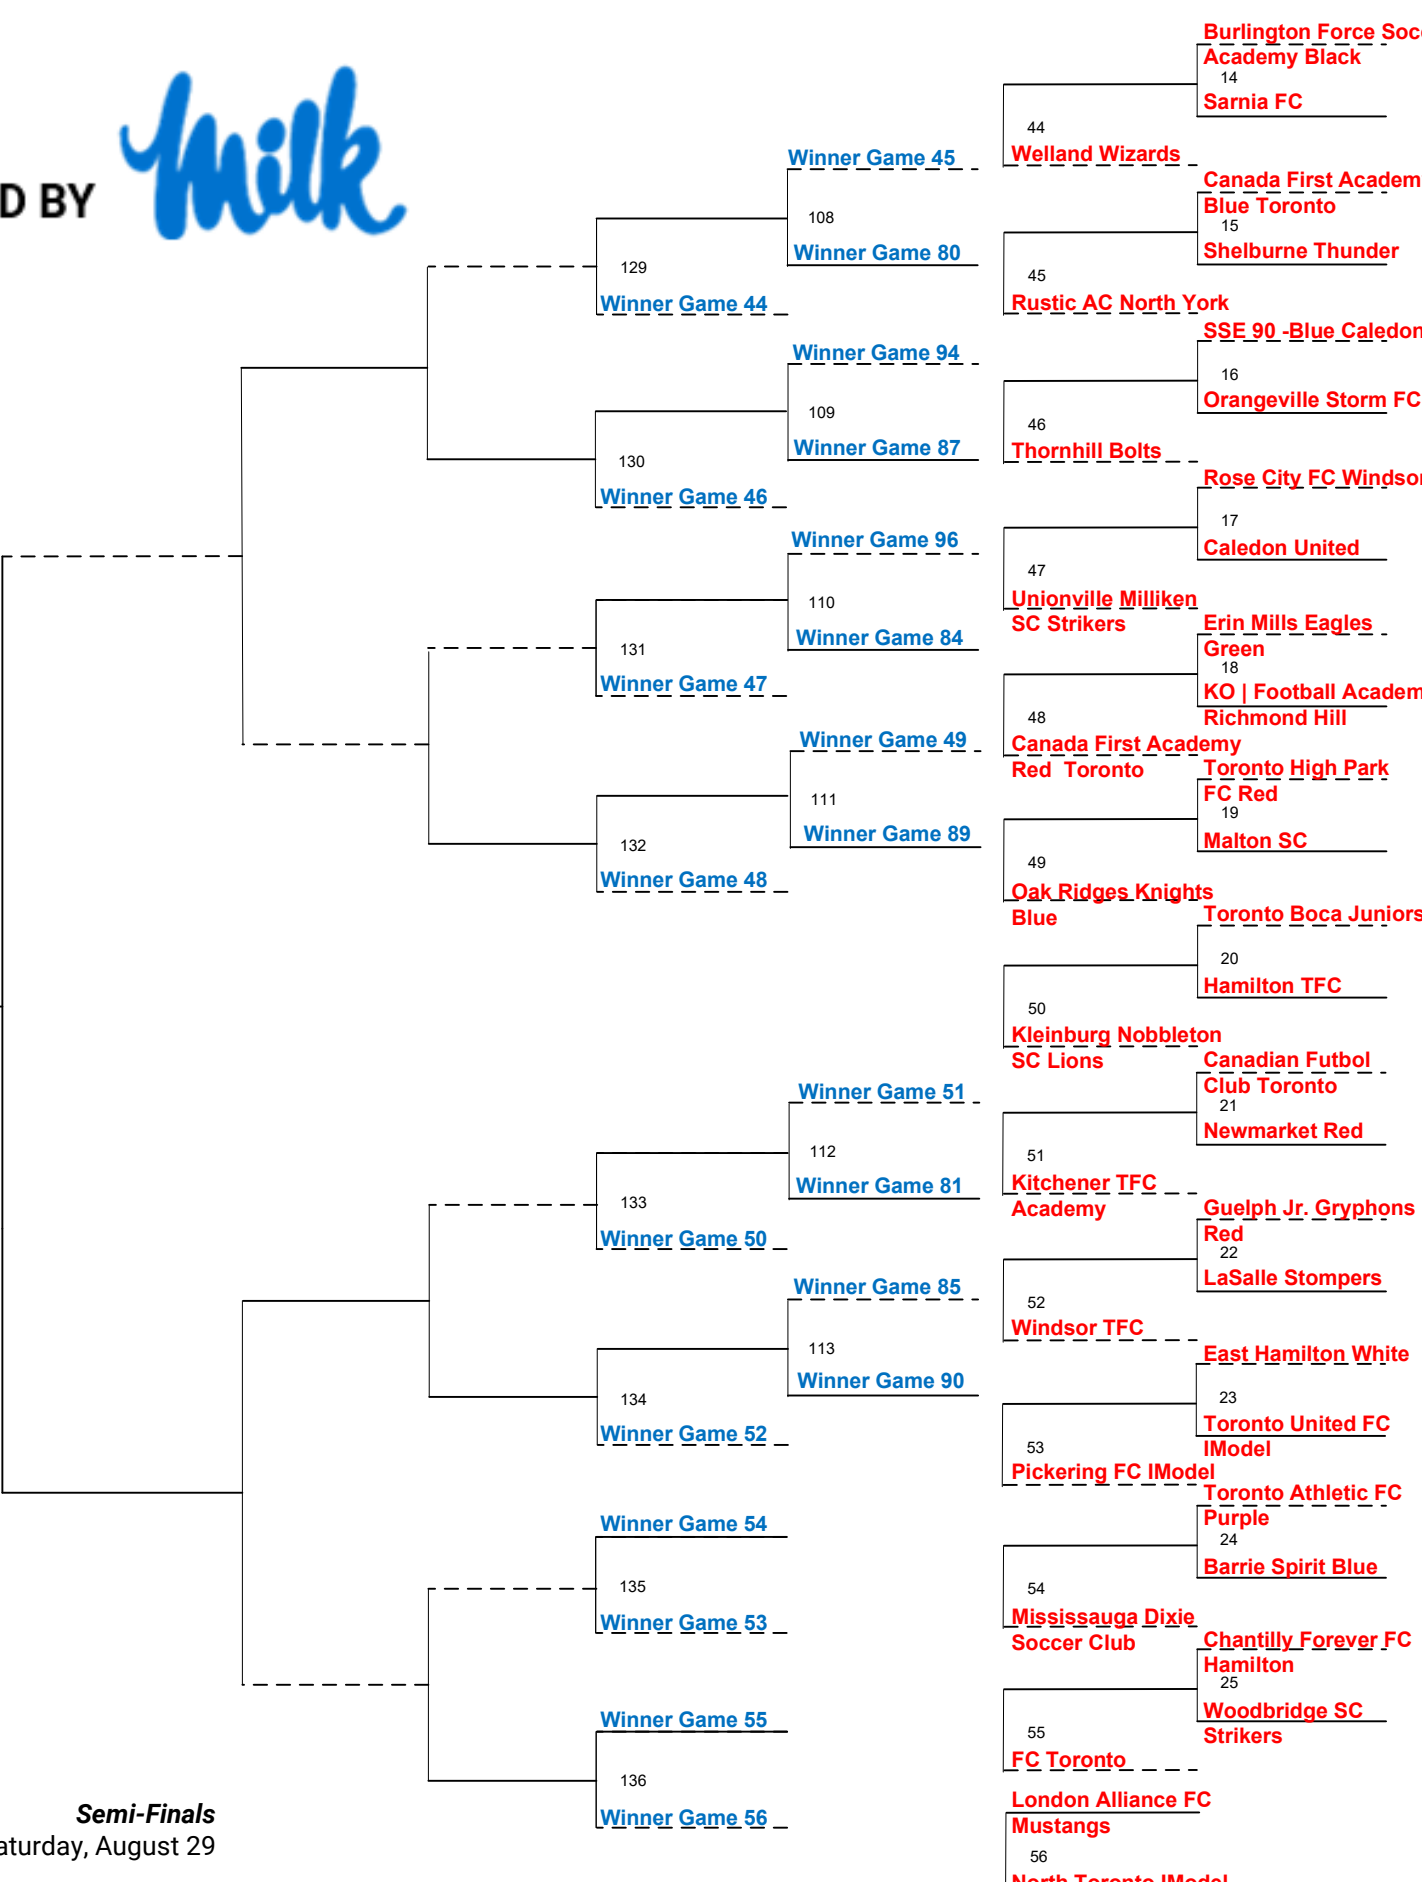 D BY
milk
Winner Game 45
108
Winner Game 80
129
Winner Game 44
Winner Game 94
109
Winner Game 87
130
Winner Game 46
Winner Game 96
110
Winner Game 84
131
Winner Game 47
Winner Game 49
111
Winner Game 89
132
Winner Game 48
Winner Game 51
112
Winner Game 81
133
Winner Game 50
Winner Game 85
113
Winner Game 90
134
Winner Game 52
Winner Game 54
135
Winner Game 53
Winner Game 55
136
Winner Game 56
Semi-Finals
aturday, August 29
Burlington Force Soc
Academy Black
14
Sarnia FC
44
Welland Wizards
Canada First Academ
Blue Toronto
15
Shelburne Thunder
45
Rustic AC North York
SSE 90 -Blue Caledon
16
Orangeville Storm FC
46
Thornhill Bolts
Rose City FC Windsor
17
Caledon United
47
Unionville Milliken
SC Strikers
Erin Mills Eagles
Green
18
KO | Football Academ
Richmond Hill
48
Canada First Academy
Red Toronto
Toronto High Park
FC Red
19
Malton SC
49
Oak Ridges Knights
Blue
Toronto Boca Juniors
20
Hamilton TFC
50
Kleinburg Nobbleton
SC Lions
Canadian Futbol
Club Toronto
21
Newmarket Red
51
Kitchener TFC
Academy
Guelph Jr. Gryphons
Red
22
LaSalle Stompers
52
Windsor TFC
East Hamilton White
23
Toronto United FC
IModel
53
Pickering FC IModel
Toronto Athletic FC
Purple
24
Barrie Spirit Blue
54
Mississauga Dixie
Soccer Club
Chantilly Forever FC
Hamilton
25
Woodbridge SC
Strikers
55
FC Toronto
London Alliance FC
Mustangs
56
North Toronto IModel